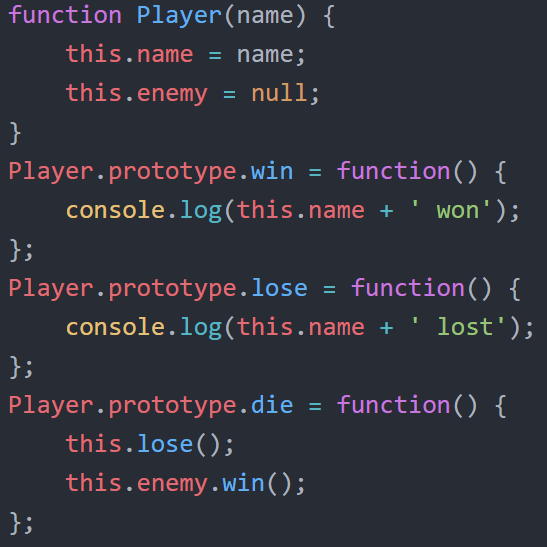 function Player(name) {
    this.name = name;
    this.enemy = null;
}
Player.prototype.win = function() {
    console.log(this.name + ' won');
};
Player.prototype.lose = function() {
    console.log(this.name + ' lost');
};
Player.prototype.die = function() {
    this.lose();
    this.enemy.win();
};